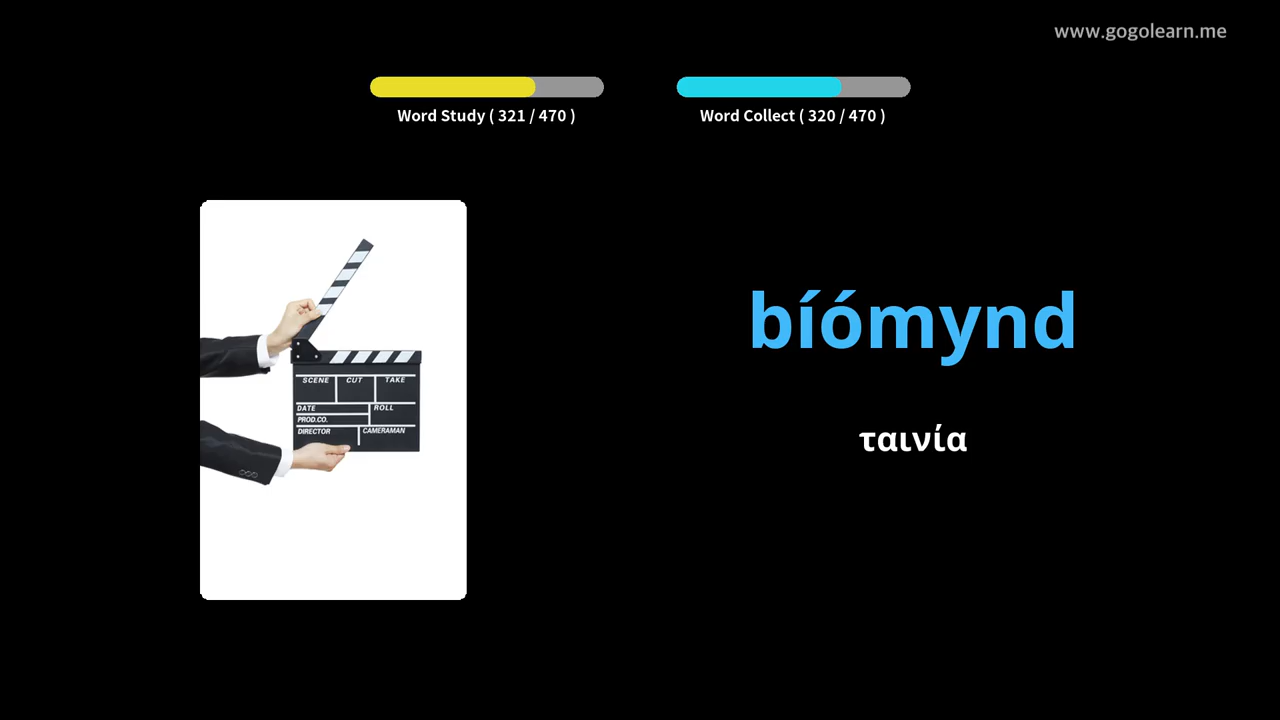 www.gogolearn.me
Word Study ( 321 / 470 )
Word Collect ( 320 / 470 )
SCENE CUT TAKE
DATE ROLL
PROD.CO.
DIRECTOR CAMERAMAN
bíómynd
ταινία